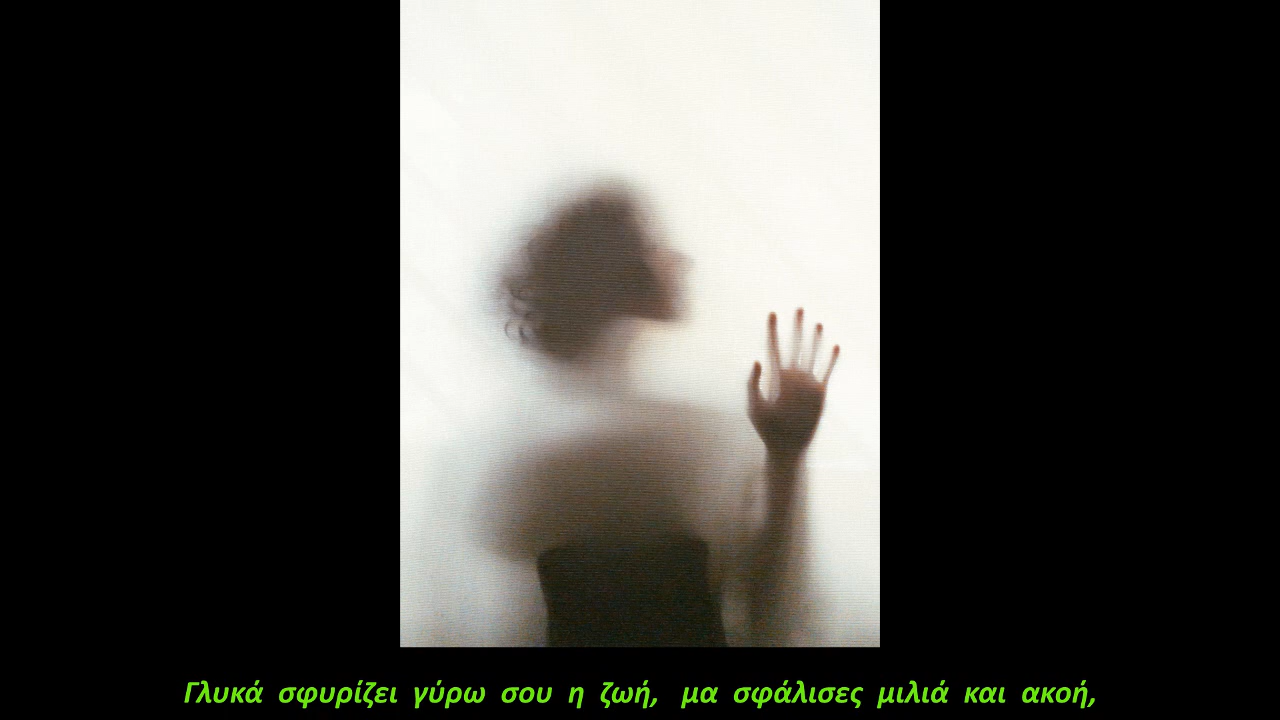 Γλυκά σφυρίζει γύρω σου η ζωή, μα σφάλισες μιλιά και ακοή,